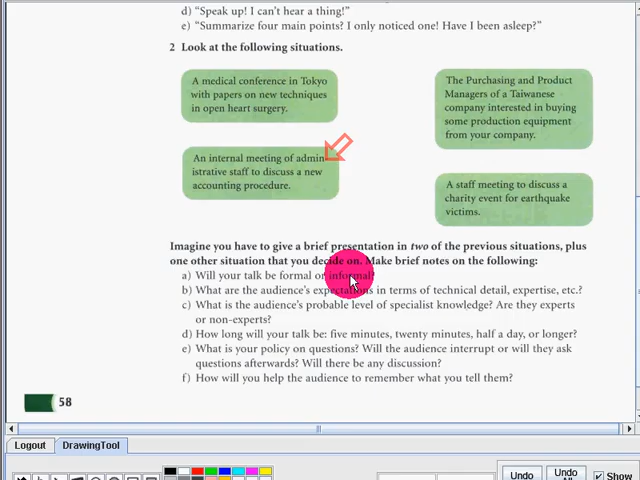 d) “Speak up! I can't hear a thing!”
e) “Summarize four main points? I only noticed one! Have I been asleep?”
2 Look at the following situations.
A medical conference in Tokyo
with papers on new techniques
in open heart surgery.
The Purchasing and Product
Managers of a Taiwanese
company interested in buying
some production equipment
from your company.
An internal meeting of admin-
istrative staff to discuss a new
accounting procedure.
A staff meeting to discuss a
charity event for earthquake
victims.
Imagine you have to give a brief presentation in two of the previous situations, plus
one other situation that you decide on. Make brief notes on the following:
a) Will your talk be formal or informal?
b) What are the audience's expectations in terms of technical detail, expertise, etc.?
c) What is the audience's probable level of specialist knowledge? Are they experts
or non-experts?
d) How long will your talk be: five minutes, twenty minutes, half a day, or longer?
e) What is your policy on questions? Will the audience interrupt or will they ask
questions afterwards? Will there be any discussion?
f) How will you help the audience to remember what you tell them?
58
Logout DrawingTool
Undo Undo Show